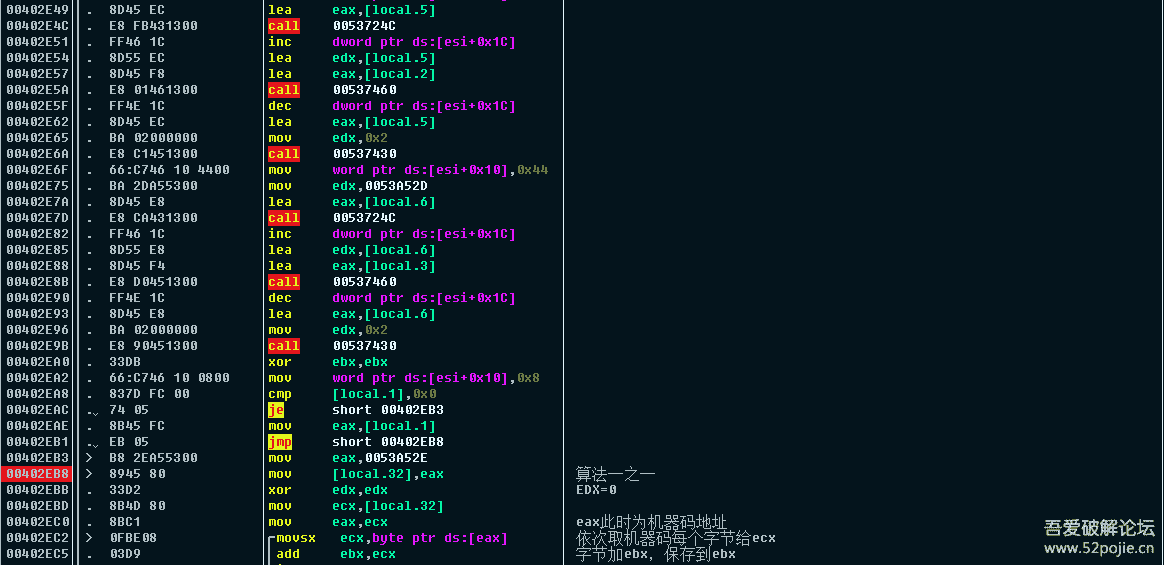 00402E49 . 8D45 EC lea eax,[local.5]
00402E4C . E8 FB431300 call 0053724C
00402E51 . FF46 1C inc dword ptr ds:[esi+0x1C]
00402E54 . 8D55 EC lea edx,[local.5]
00402E57 . 8D45 F8 lea eax,[local.2]
00402E5A . E8 01461300 call 00537460
00402E5F . FF4E 1C dec dword ptr ds:[esi+0x1C]
00402E62 . 8D45 EC lea eax,[local.5]
00402E65 . BA 02000000 mov edx,0x2
00402E6A . E8 C1451300 call 00537430
00402E6F . 66:C746 10 4400 mov word ptr ds:[esi+0x10],0x44
00402E75 . BA 2DA55300 mov edx,0053A52D
00402E7A . 8D45 E8 lea eax,[local.6]
00402E7D . E8 CA431300 call 0053724C
00402E82 . FF46 1C inc dword ptr ds:[esi+0x1C]
00402E85 . 8D55 E8 lea edx,[local.6]
00402E88 . 8D45 F4 lea eax,[local.3]
00402E8B . E8 D0451300 call 00537460
00402E90 . FF4E 1C dec dword ptr ds:[esi+0x1C]
00402E93 . 8D45 E8 lea eax,[local.6]
00402E96 . BA 02000000 mov edx,0x2
00402E9B . E8 90451300 call 00537430
00402EA0 . 33DB xor ebx,ebx
00402EA2 . 66:C746 10 0800 mov word ptr ds:[esi+0x10],0x8
00402EA8 . 837D FC 00 cmp [local.1],0x0
00402EAC . 74 05 je short 00402EB3
00402EAE . 8B45 FC mov eax,[local.1]
00402EB1 . EB 05 jmp short 00402EB8
00402EB3 > B8 2EA55300 mov eax,0053A52E
00402EB8 > 8945 80 mov [local.32],eax 算法一之一
00402EBB . 33D2 xor edx,edx EDX=0
00402EBD . 8B4D 80 mov ecx,[local.32]
00402EC0 . 8BC1 mov eax,ecx eax此时为机器码地址
00402EC2 > 0FBE08 movsx ecx,byte ptr ds:[eax] 依次取机器码每个字节给ecx
00402EC5 . 03D9 add ebx,ecx 字节加ebx，保存到ebx
吾爱破解论坛
www.52pojie.cn